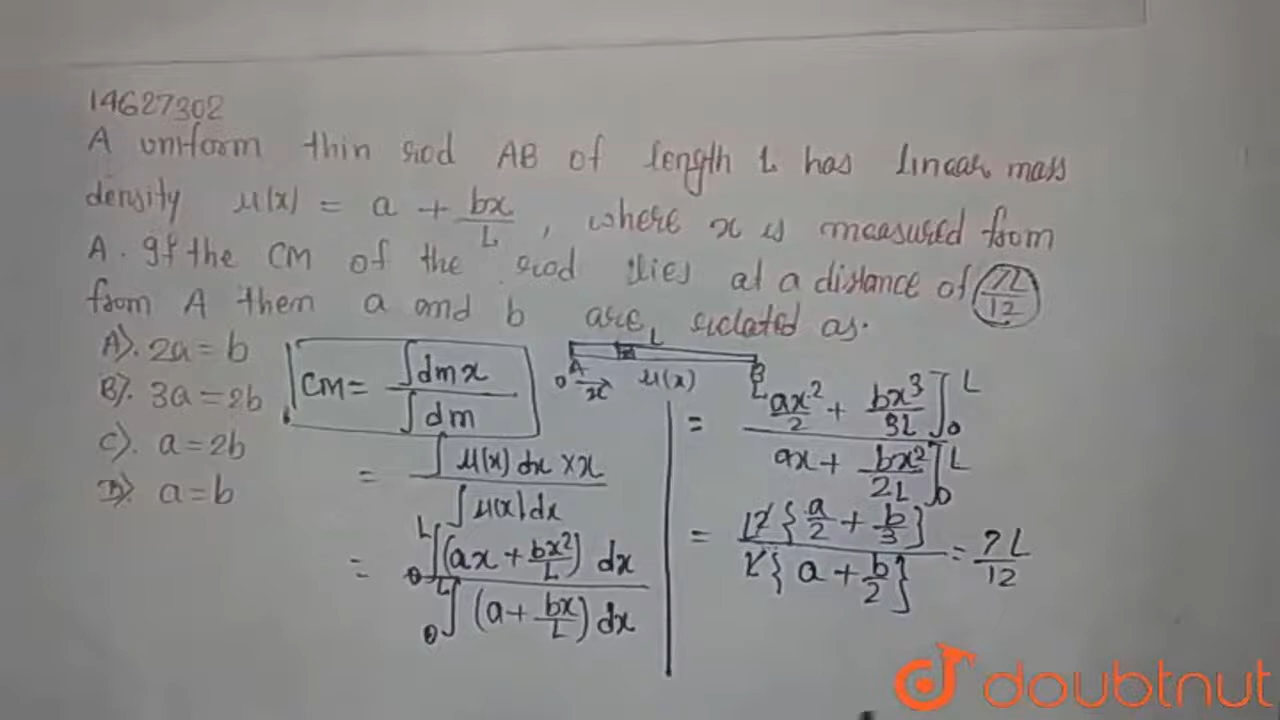 14627302
A uniform thin rod AB of length L has linear mass
density μ(x) = a + bx/L, where x is measured from
A. If the CM of the rod lies at a distance of 7L/12
from A then a and b are related as.
A). 2a = b
B). 3a = 2b
C). a = 2b
D). a = b
CM = ∫dm x / ∫dm
= ∫μ(x) dx × x / ∫μ(x) dx
= 0∫L (ax + bx²/L) dx / 0∫L (a + bx/L) dx
L
A B
0 x μ(x) L
= ax²/2 + bx³/3L ]0L / ax + bx²/2L ]0L
= L2 { a/2 + b/3 } / L { a + b/2 } = 7L/12
doubtnut